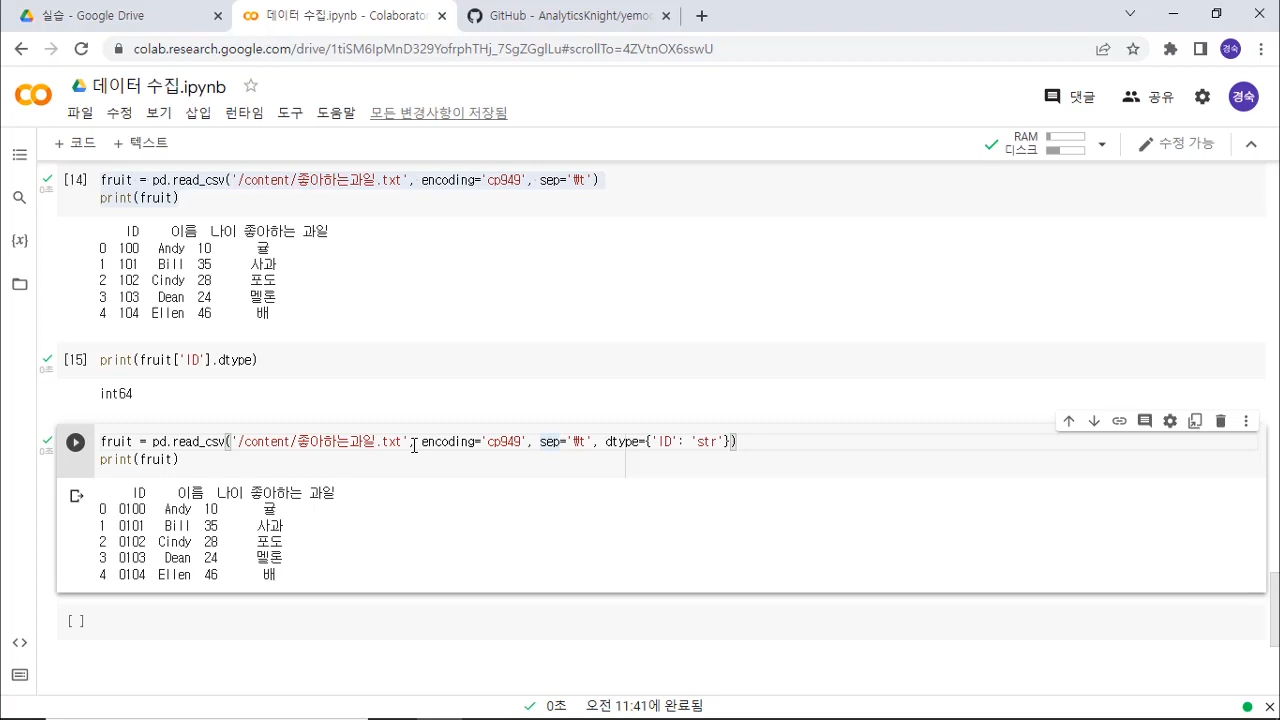 실습 - Google Drive
데이터 수집.ipynb - Colaborator
GitHub - AnalyticsKnight/yemoc
colab.research.google.com/drive/1tiSM6IpMnD329YofrphTHj_7SgZGglLu#scrollTo=4ZVtnOX6sswU
경숙
데이터 수집.ipynb
파일 수정 보기 삽입 런타임 도구 도움말 모든 변경사항이 저장됨
댓글 공유 경숙
+ 코드 + 텍스트
RAM
디스크
수정 가능
[14] fruit = pd.read_csv('/content/좋아하는과일.txt', encoding='cp949', sep='₩t')
print(fruit)
0초
ID 이름 나이 좋아하는 과일
0 100 Andy 10 귤
1 101 Bill 35 사과
2 102 Cindy 28 포도
3 103 Dean 24 멜론
4 104 Ellen 46 배
[15] print(fruit['ID'].dtype)
0초
int64
fruit = pd.read_csv('/content/좋아하는과일.txt', encoding='cp949', sep='₩t', dtype={'ID': 'str'})
0초
print(fruit)
ID 이름 나이 좋아하는 과일
0 0100 Andy 10 귤
1 0101 Bill 35 사과
2 0102 Cindy 28 포도
3 0103 Dean 24 멜론
4 0104 Ellen 46 배
[ ]
0초 오전 11:41에 완료됨